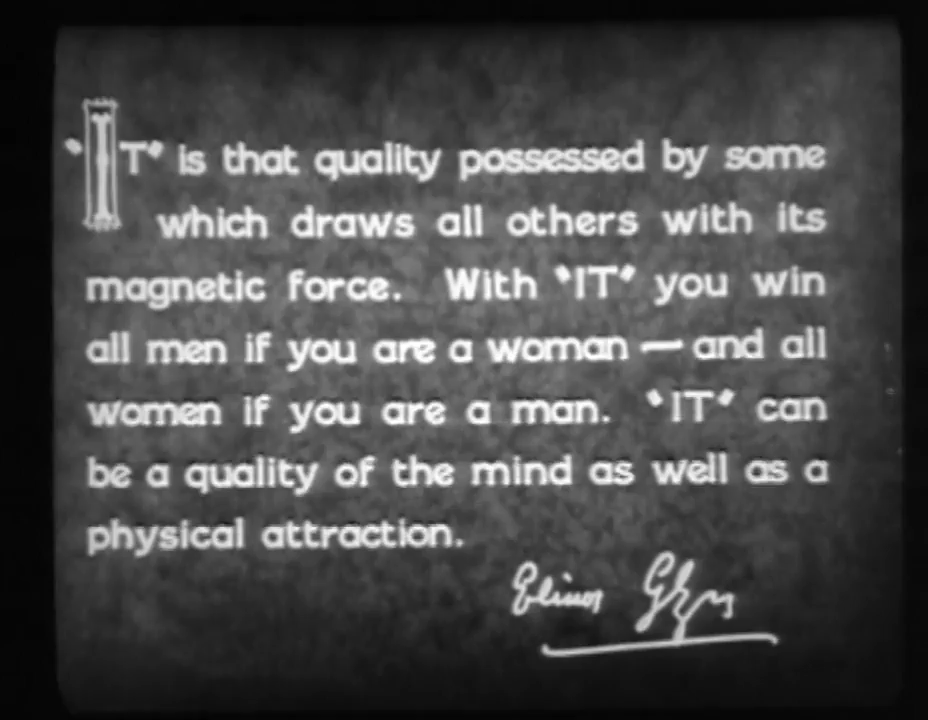 'IT' is that quality possessed by some
which draws all others with its
magnetic force. With 'IT' you win
all men if you are a woman — and all
women if you are a man. 'IT' can
be a quality of the mind as well as a
physical attraction.
Elinor Glyn